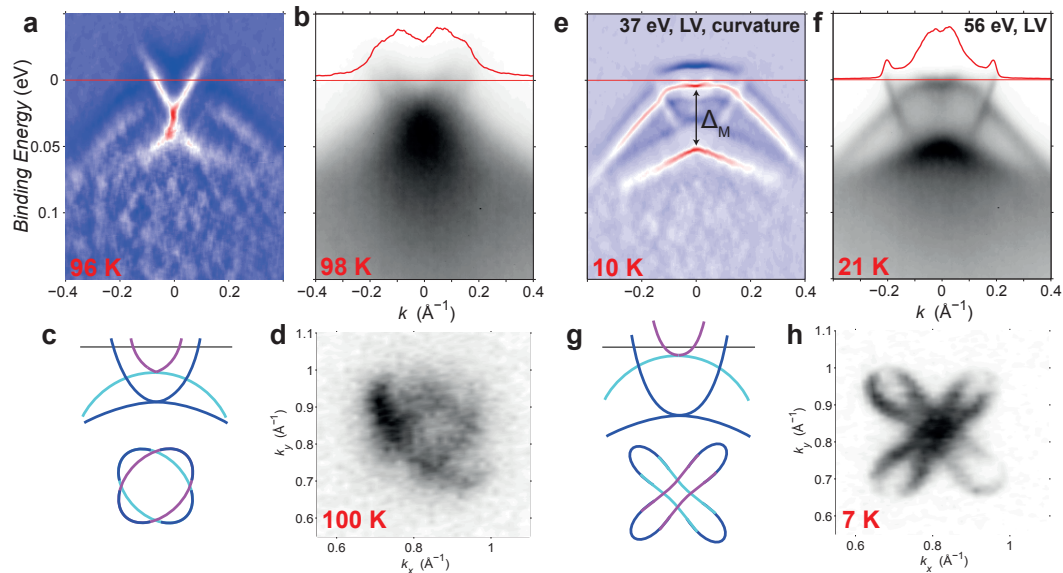 a
b
e
37 eV, LV, curvature
f
56 eV, LV
Binding Energy (eV)
0
0.05
0.1
96 K
98 K
Δ_M
10 K
21 K
−0.4 −0.2 0 0.2 0.4
−0.2 0 0.2 0.4
−0.4 −0.2 0 0.2 0.4
−0.2 0 0.2 0.4
k (Å⁻¹)
k (Å⁻¹)
c
d
g
h
k_y (Å⁻¹)
1.1
1
0.9
0.8
0.7
0.6
100 K
0.6 0.8 1
k_x (Å⁻¹)
k_y (Å⁻¹)
1.1
1
0.9
0.8
0.7
0.6
7 K
0.6 0.8 1
k_x (Å⁻¹)